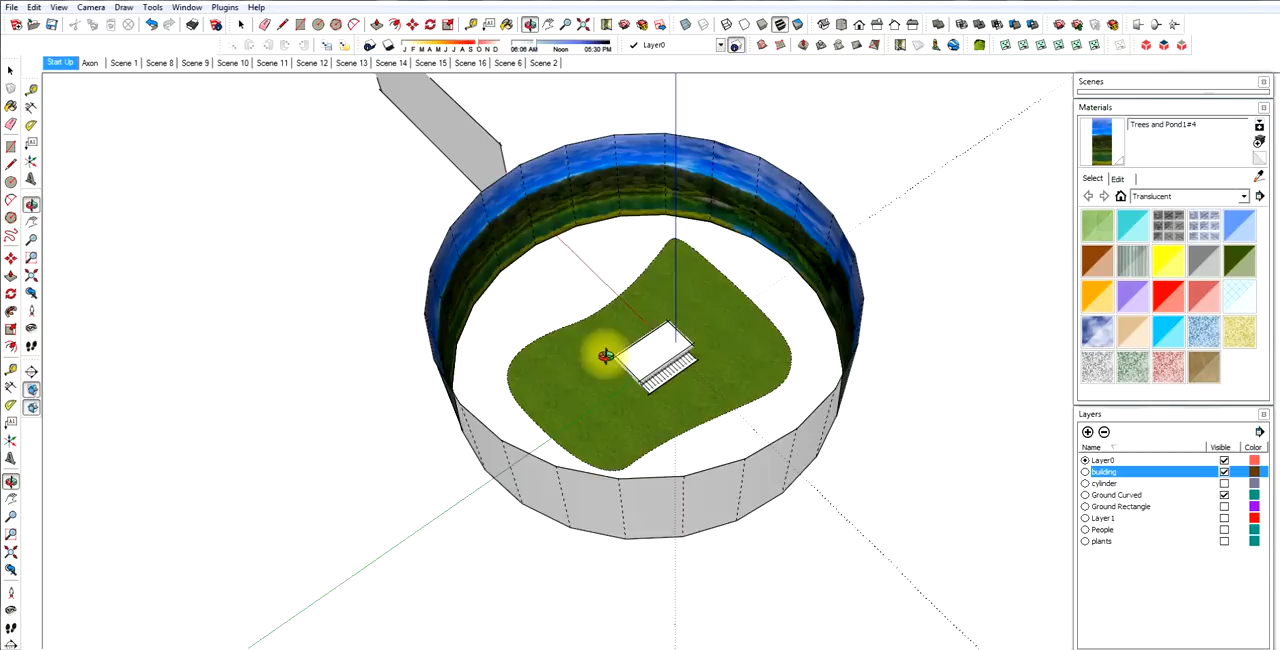 File Edit View Camera Draw Tools Window Plugins Help
J F M A M J J A S O N D 06:06 AM Noon 05:30 PM Layer0
Start Up Axon Scene 1 Scene 8 Scene 9 Scene 10 Scene 11 Scene 12 Scene 13 Scene 14 Scene 15 Scene 16 Scene 6 Scene 2
Scenes
Materials
Trees and Pond1#4
Select Edit
Translucent
Layers
Name Visible Color
Layer0
building
cylinder
Ground Curved
Ground Rectangle
Layer1
People
plants